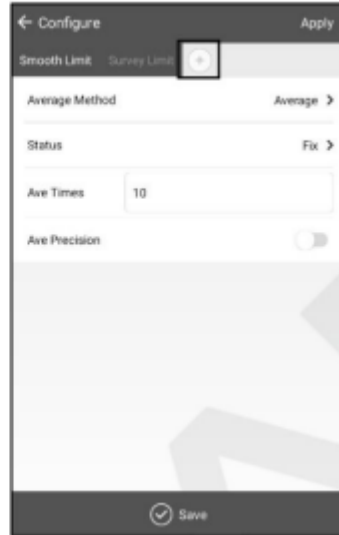 Configure Apply
Smooth Limit Survey Limit
Average Method Average
Status Fix
Ave Times 10
Ave Precision
Save